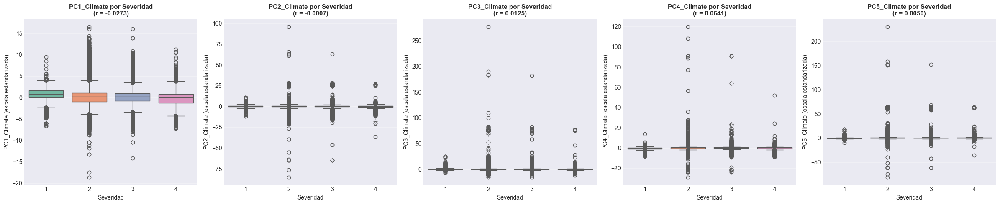 PC1_Climate por Severidad
(r = -0.0273)
PC1_Climate (escala estandarizada)
15
10
5
0
−5
−10
−15
−20
1 2 3 4
Severidad
PC2_Climate por Severidad
(r = -0.0007)
PC2_Climate (escala estandarizada)
100
75
50
25
0
−25
−50
−75
1 2 3 4
Severidad
PC3_Climate por Severidad
(r = 0.0125)
PC3_Climate (escala estandarizada)
250
200
150
100
50
0
1 2 3 4
Severidad
PC4_Climate por Severidad
(r = 0.0641)
PC4_Climate (escala estandarizada)
120
100
80
60
40
20
0
−20
1 2 3 4
Severidad
PC5_Climate por Severidad
(r = 0.0050)
PC5_Climate (escala estandarizada)
200
150
100
50
0
−50
1 2 3 4
Severidad